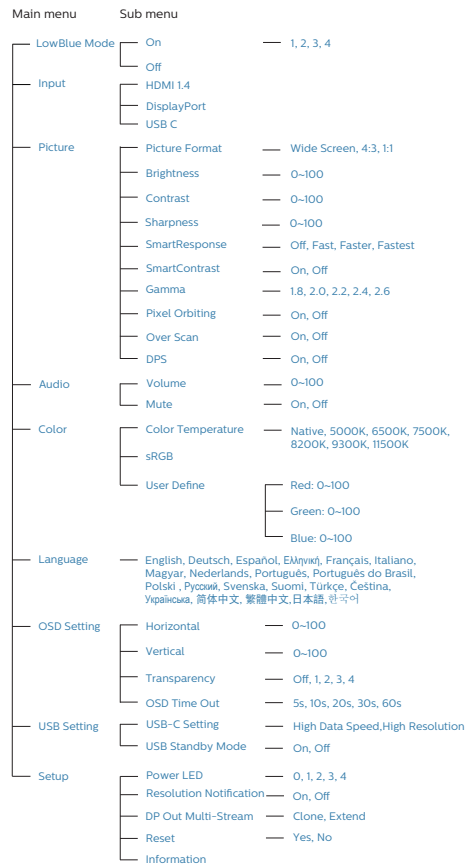 Main menu Sub menu
LowBlue Mode On 1, 2, 3, 4
Off
Input HDMI 1.4
DisplayPort
USB C
Picture Picture Format Wide Screen, 4:3, 1:1
Brightness 0~100
Contrast 0~100
Sharpness 0~100
SmartResponse Off, Fast, Faster, Fastest
SmartContrast On, Off
Gamma 1.8, 2.0, 2.2, 2.4, 2.6
Pixel Orbiting On, Off
Over Scan On, Off
DPS On, Off
Audio Volume 0~100
Mute On, Off
Color Color Temperature Native, 5000K, 6500K, 7500K,
8200K, 9300K, 11500K
sRGB
User Define Red: 0~100
Green: 0~100
Blue: 0~100
Language English, Deutsch, Español, Ελληνική, Français, Italiano,
Magyar, Nederlands, Português, Português do Brasil,
Polski , Русский, Svenska, Suomi, Türkçe, Čeština,
Українська, 简体中文, 繁體中文,日本語,한국어
OSD Setting Horizontal 0~100
Vertical 0~100
Transparency Off, 1, 2, 3, 4
OSD Time Out 5s, 10s, 20s, 30s, 60s
USB Setting USB-C Setting High Data Speed,High Resolution
USB Standby Mode On, Off
Setup Power LED 0, 1, 2, 3, 4
Resolution Notification On, Off
DP Out Multi-Stream Clone, Extend
Reset Yes, No
Information